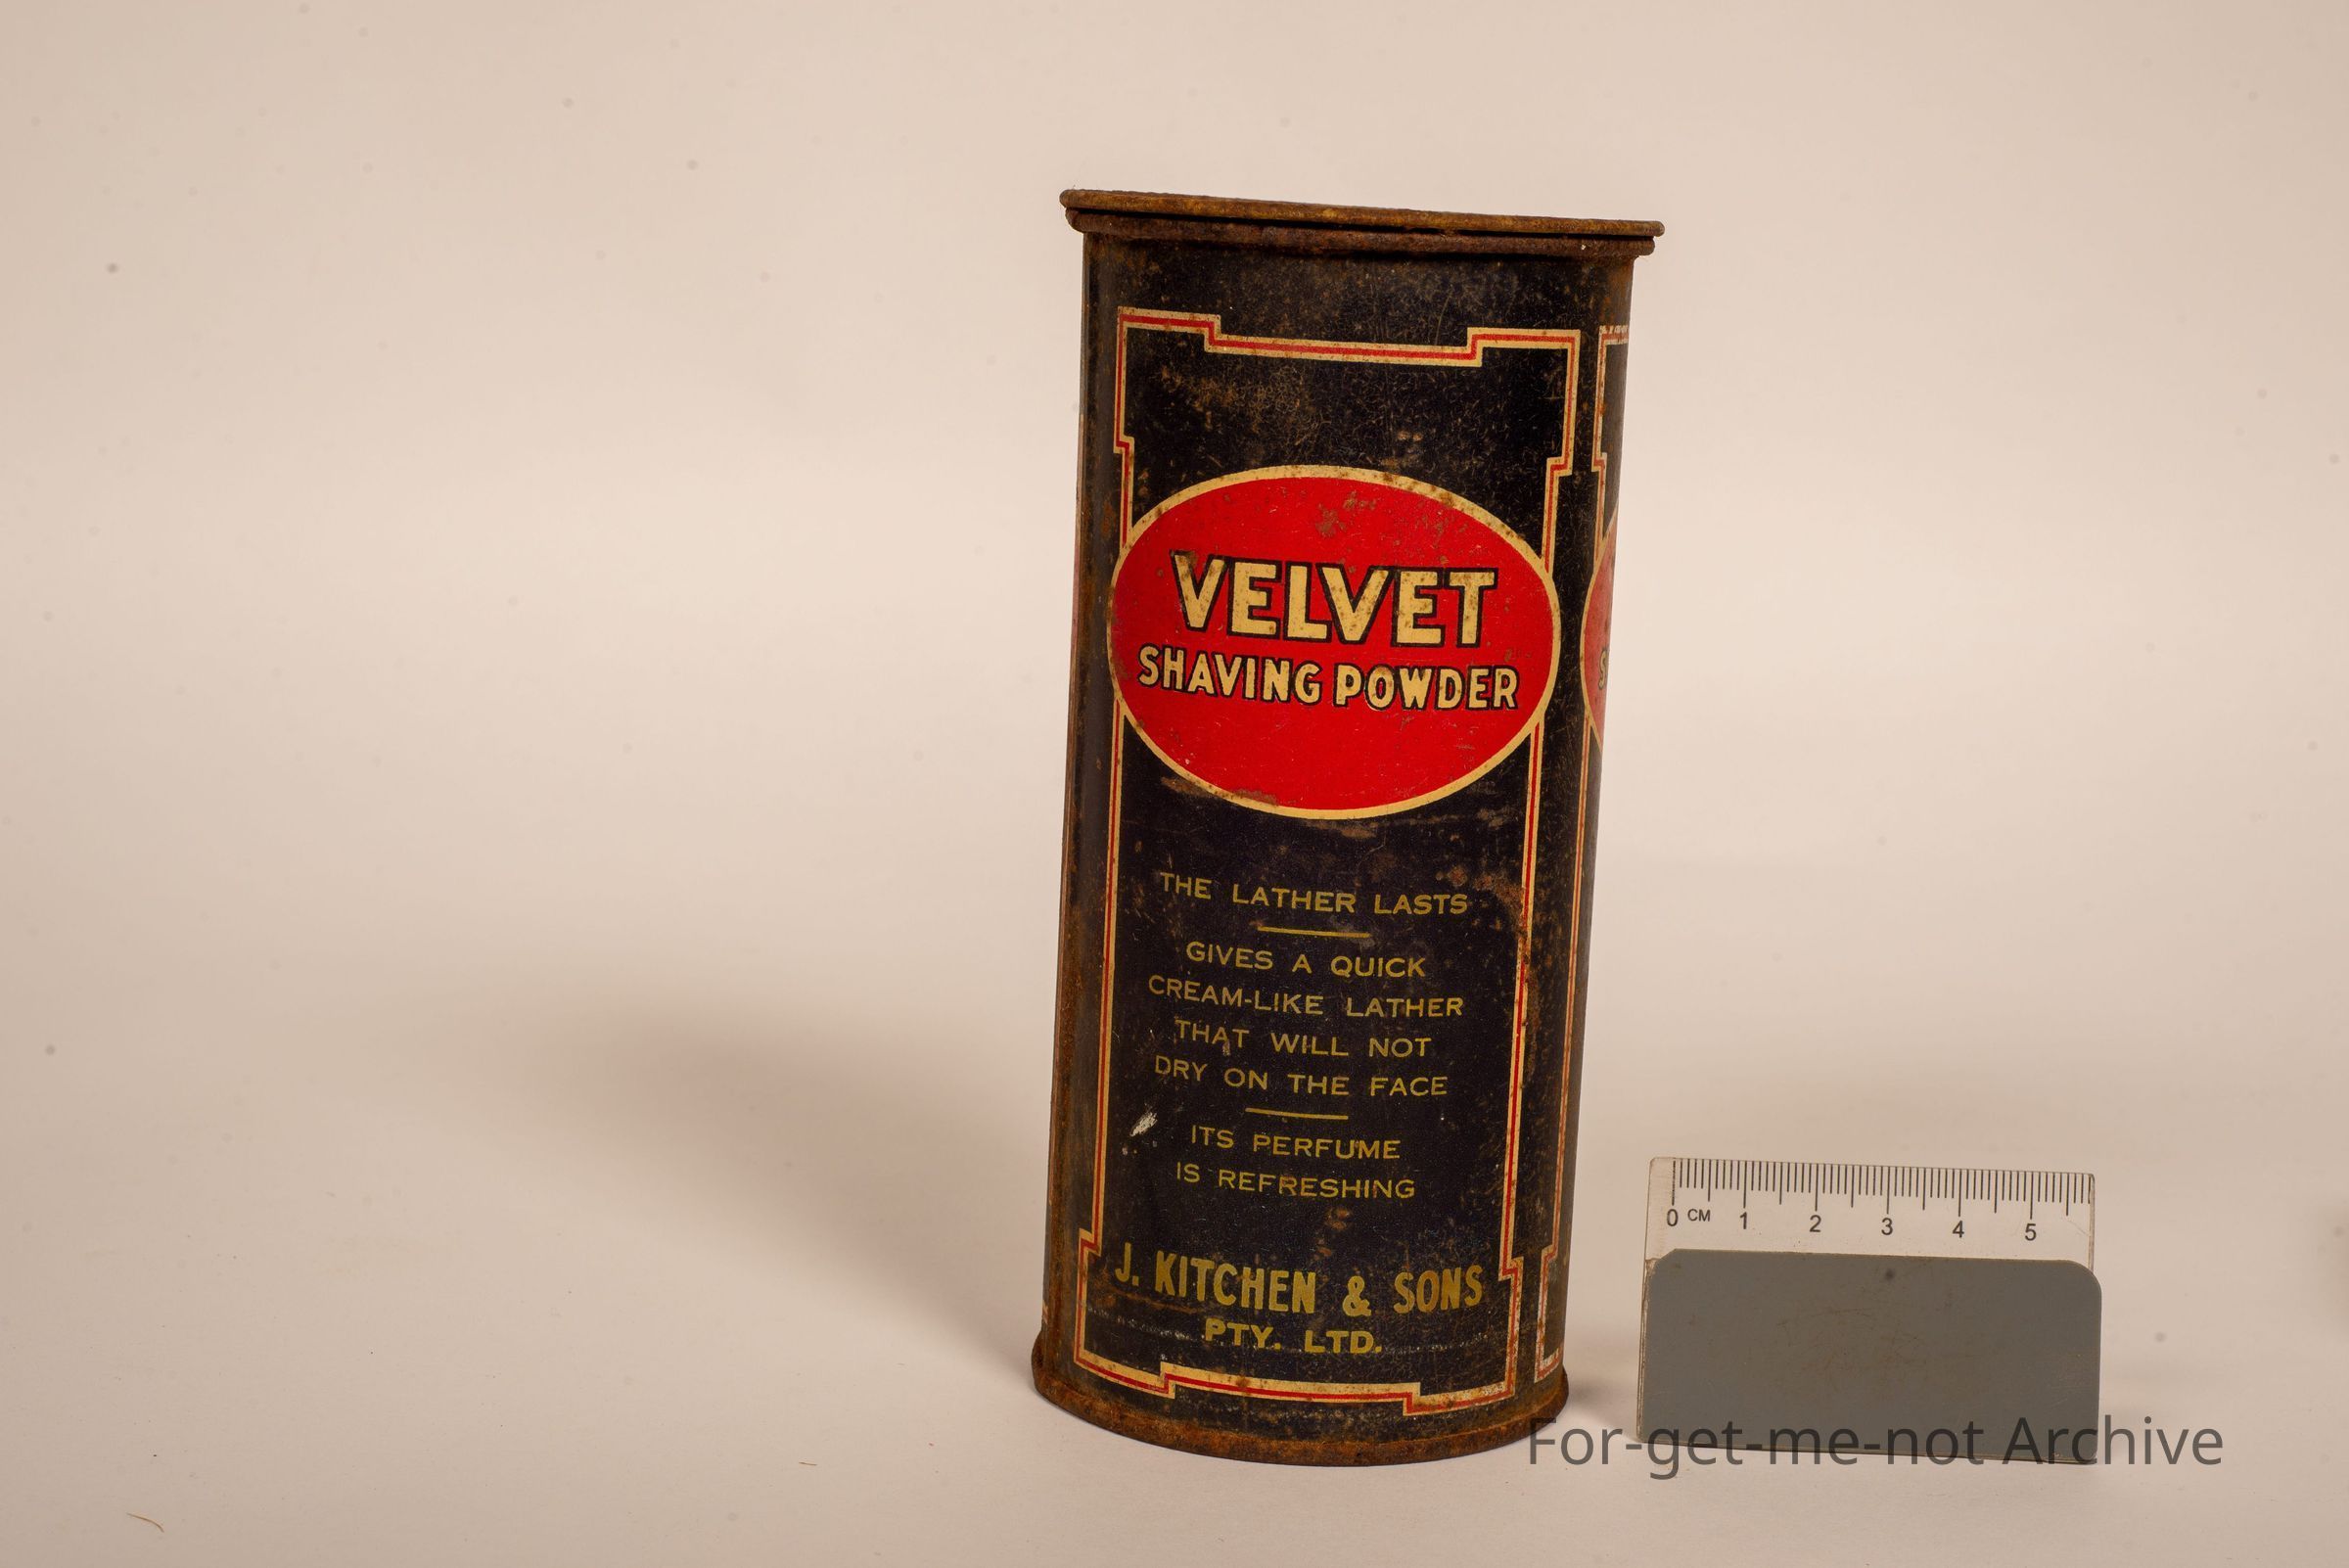 VELVET
SHAVING POWDER
THE LATHER LASTS
GIVES A QUICK
CREAM-LIKE LATHER
THAT WILL NOT
DRY ON THE FACE
ITS PERFUME
IS REFRESHING
J. KITCHEN & SONS
PTY. LTD.
0 CM 1 2 3 4 5
For-get-me-not Archive